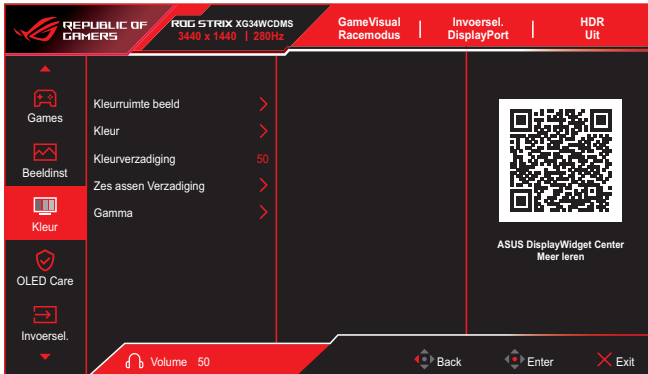 REPUBLIC OF
GAMERS
ROG STRIX XG34WCDMS
3440 x 1440 | 280Hz
GameVisual
Racemodus
Invoersel.
DisplayPort
HDR
Uit
Games
Beeldinst
Kleur
OLED Care
Invoersel.
Kleurruimte beeld
Kleur
Kleurverzadiging 50
Zes assen Verzadiging
Gamma
ASUS DisplayWidget Center
Meer leren
Volume 50
Back
Enter
Exit